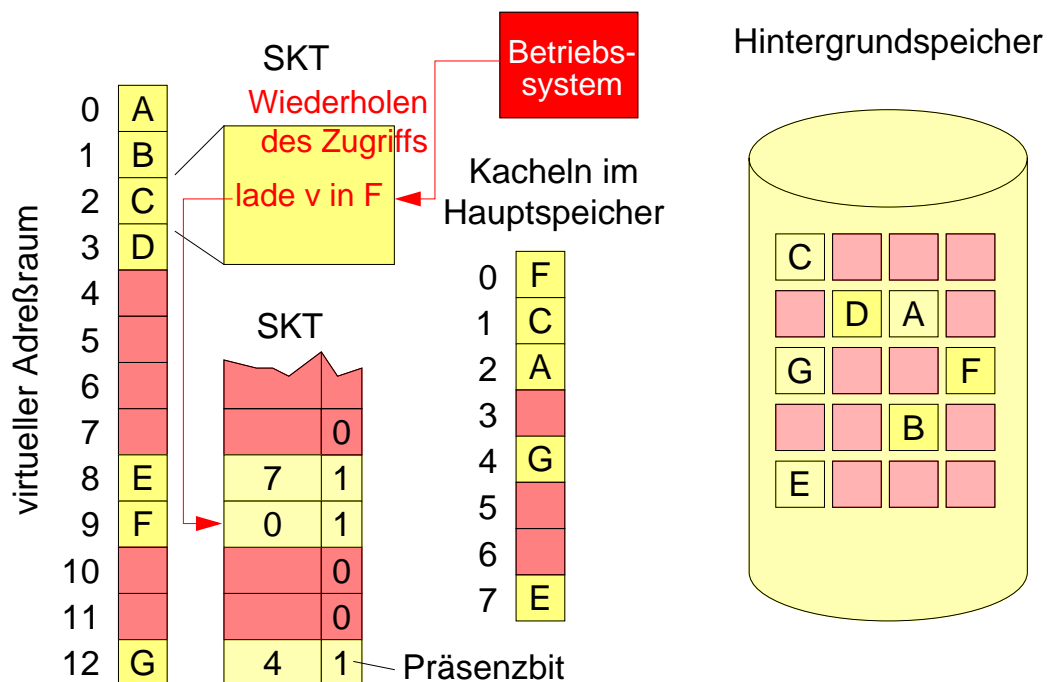 SKT
Betriebs-
system
Hintergrundspeicher
Wiederholen
des Zugriffs
lade v in F
virtueller Adreßraum
0 A
1 B
2 C
3 D
4
5
6
7
8 E
9 F
10
11
12 G
SKT
0
7 1
0 1
0
0
4 1
Präsenzbit
Kacheln im
Hauptspeicher
0 F
1 C
2 A
3
4 G
5
6
7 E
C
D A
G F
B
E